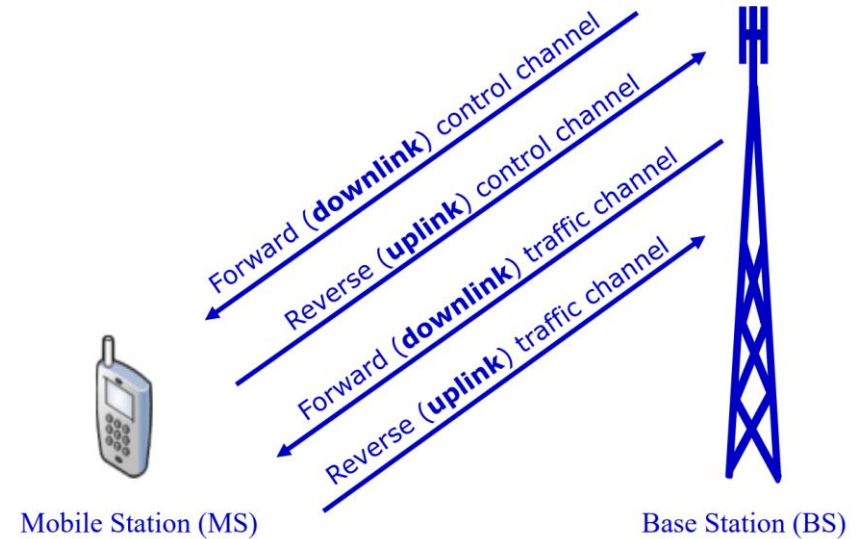 Forward (downlink) control channel
Reverse (uplink) control channel
Forward (downlink) traffic channel
Reverse (uplink) traffic channel
Mobile Station (MS)
Base Station (BS)